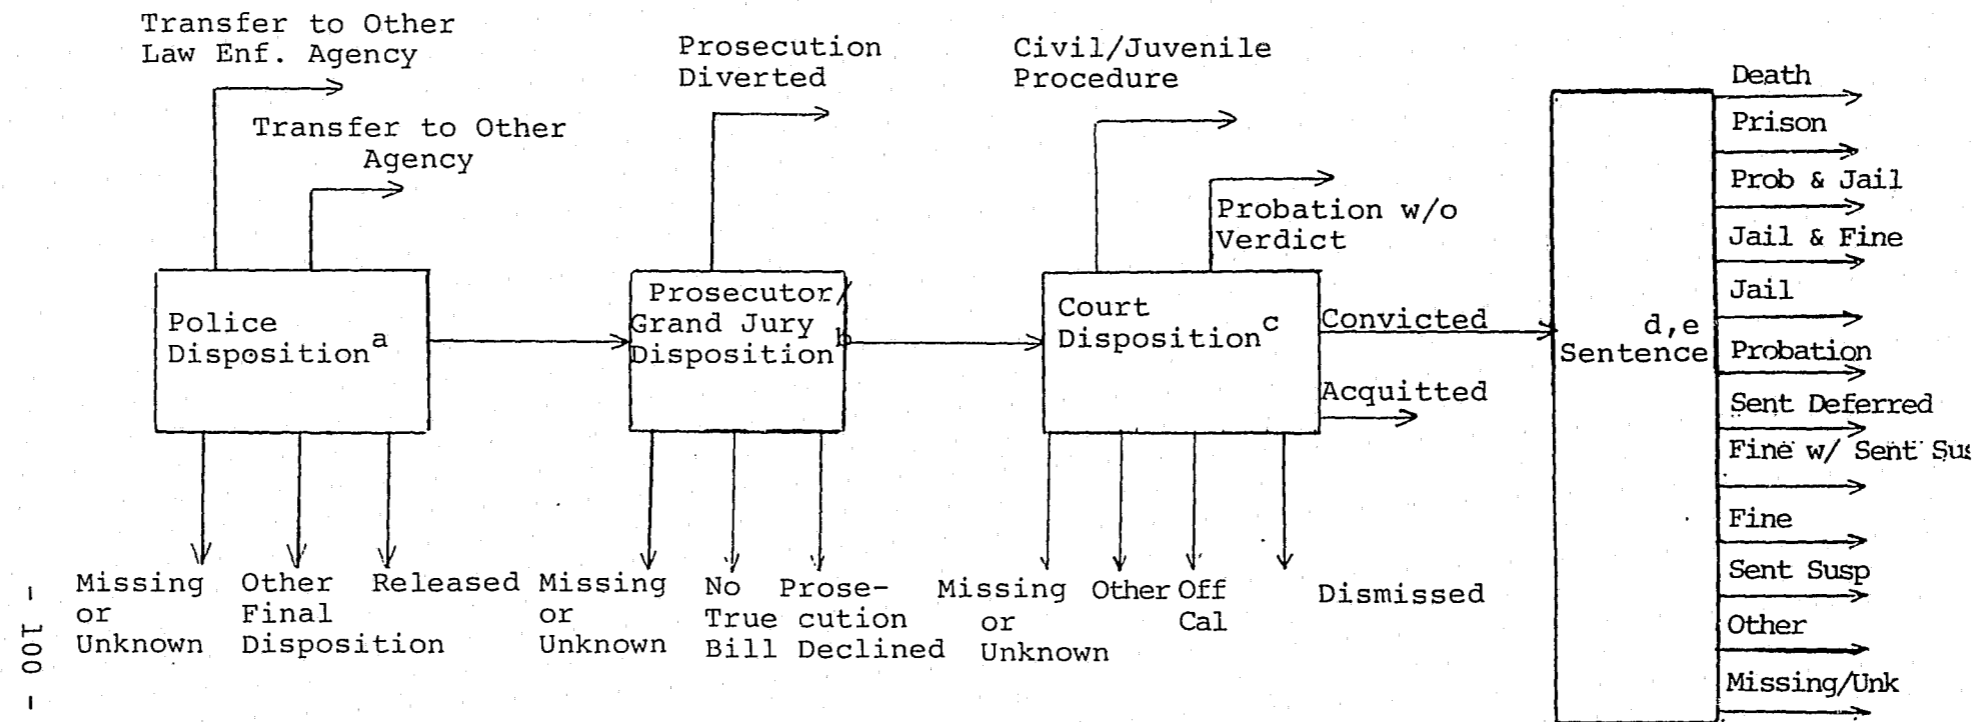 Transfer to Other
Law Enf. Agency
Transfer to Other
Agency
Prosecution
Diverted
Civil/Juvenile
Procedure
Probation w/o
Verdict
Police
Disposition a
Prosecutor/
Grand Jury
Disposition b
Court
Disposition c
Convicted
Acquitted
d,e
Sentence
Death
Prison
Prob & Jail
Jail & Fine
Jail
Probation
Sent Deferred
Fine w/ Sent Sus
Fine
Sent Susp
Other
Missing/Unk
Missing
or
Unknown
Other
Final
Disposition
Released
Missing
or
Unknown
No
True
Bill
Prose-
cution
Declined
Missing
or
Unknown
Other
Off
Cal
Dismissed
- 100 -